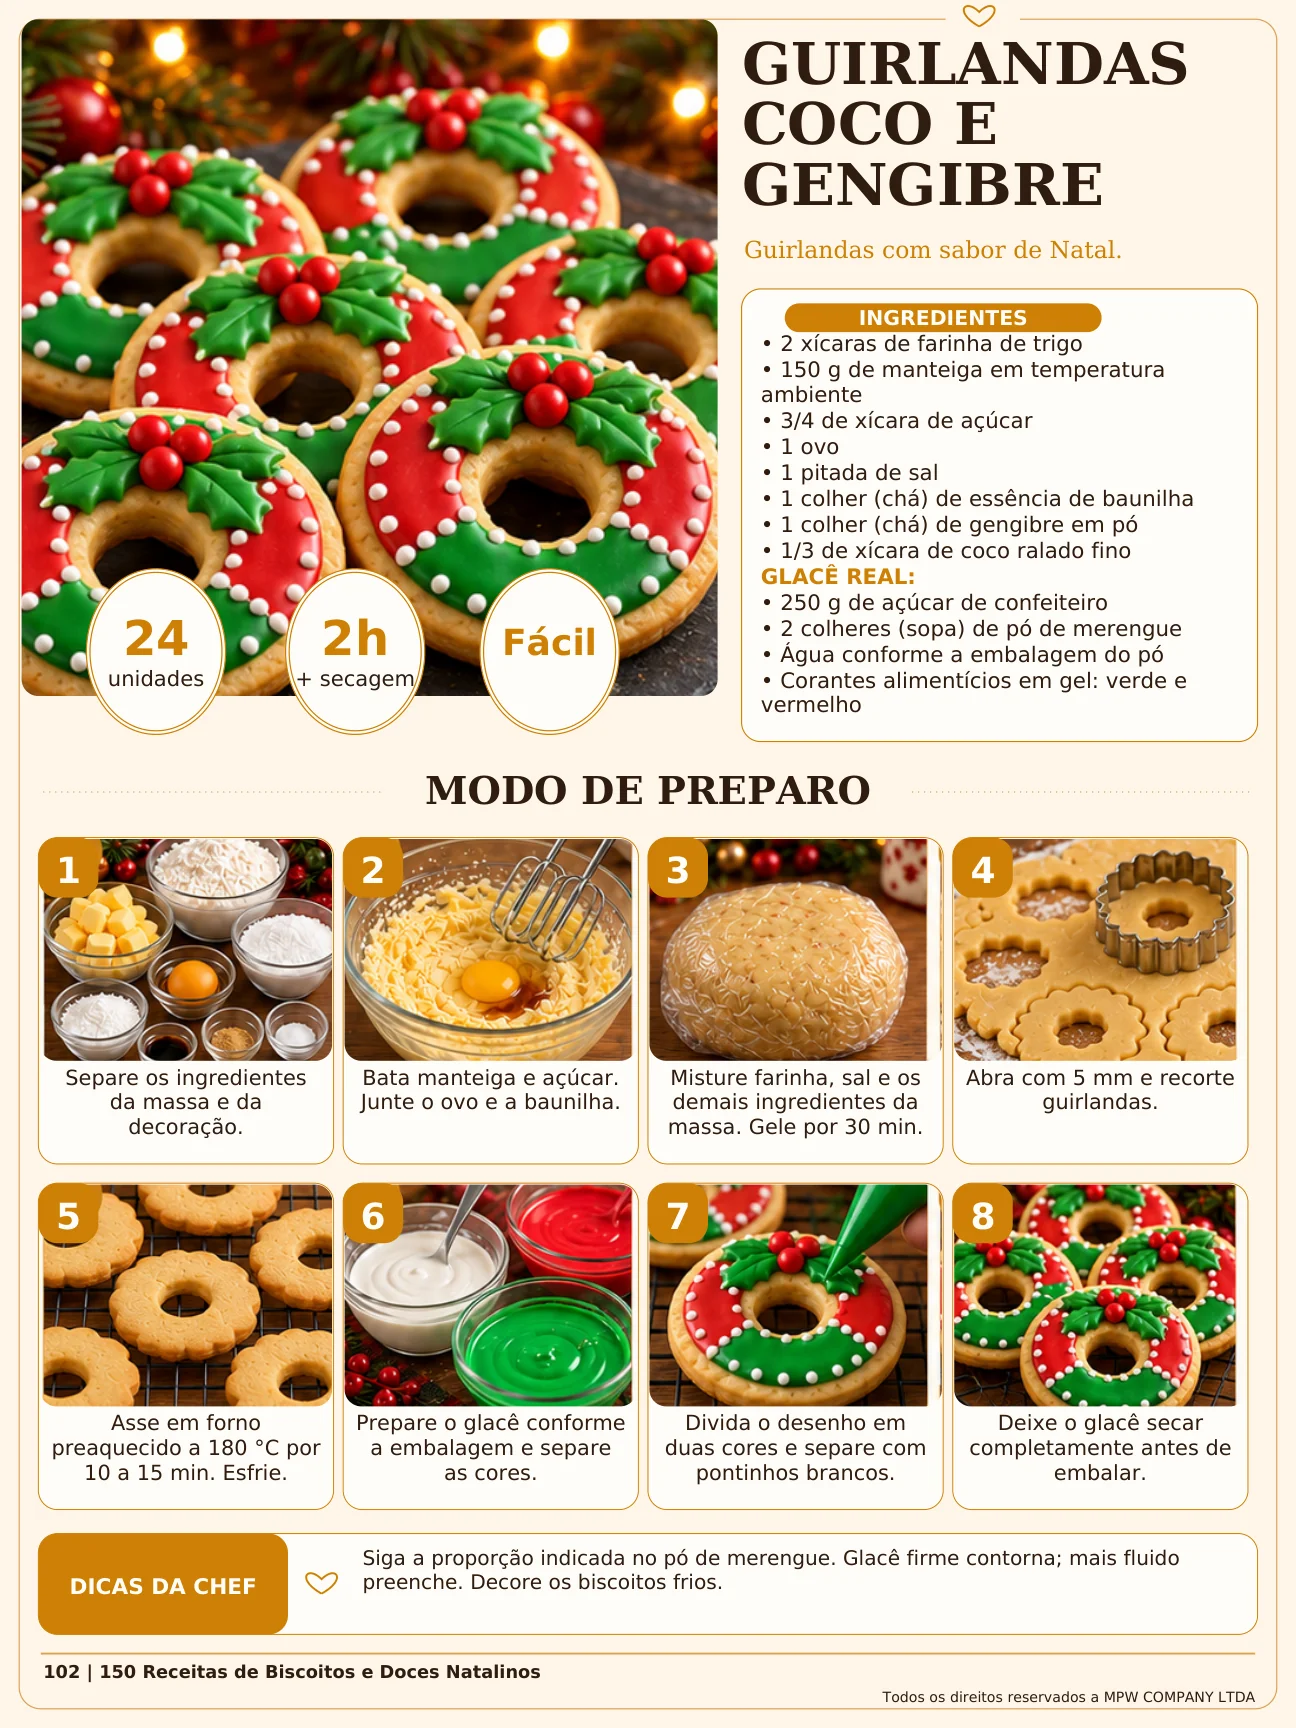 GUIRLANDAS
COCO E
GENGIBRE
Guirlandas com sabor de Natal.
INGREDIENTES
• 2 xícaras de farinha de trigo
• 150 g de manteiga em temperatura
ambiente
• 3/4 de xícara de açúcar
• 1 ovo
• 1 pitada de sal
• 1 colher (chá) de essência de baunilha
• 1 colher (chá) de gengibre em pó
• 1/3 de xícara de coco ralado fino
GLACÊ REAL:
• 250 g de açúcar de confeiteiro
• 2 colheres (sopa) de pó de merengue
• Água conforme a embalagem do pó
• Corantes alimentícios em gel: verde e
vermelho
24
unidades
2h
+ secagem
Fácil
MODO DE PREPARO
1
Separe os ingredientes
da massa e da
decoração.
2
Bata manteiga e açúcar.
Junte o ovo e a baunilha.
3
Misture farinha, sal e os
demais ingredientes da
massa. Gele por 30 min.
4
Abra com 5 mm e recorte
guirlandas.
5
Asse em forno
preaquecido a 180 °C por
10 a 15 min. Esfrie.
6
Prepare o glacê conforme
a embalagem e separe
as cores.
7
Divida o desenho em
duas cores e separe com
pontinhos brancos.
8
Deixe o glacê secar
completamente antes de
embalar.
DICAS DA CHEF
Siga a proporção indicada no pó de merengue. Glacê firme contorna; mais fluido
preenche. Decore os biscoitos frios.
102 | 150 Receitas de Biscoitos e Doces Natalinos
Todos os direitos reservados a MPW COMPANY LTDA